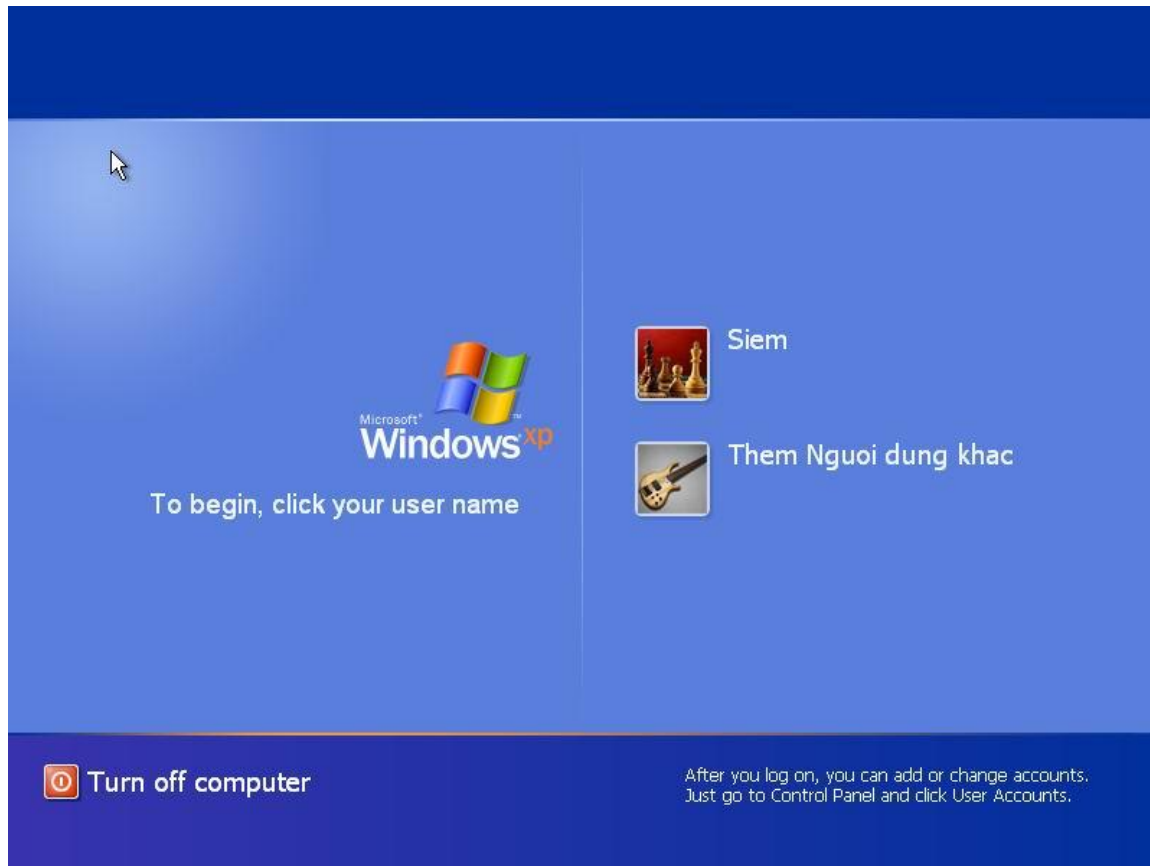 Microsoft®
Windows xp™
To begin, click your user name
Siem
Them Nguoi dung khac
Turn off computer
After you log on, you can add or change accounts.
Just go to Control Panel and click User Accounts.